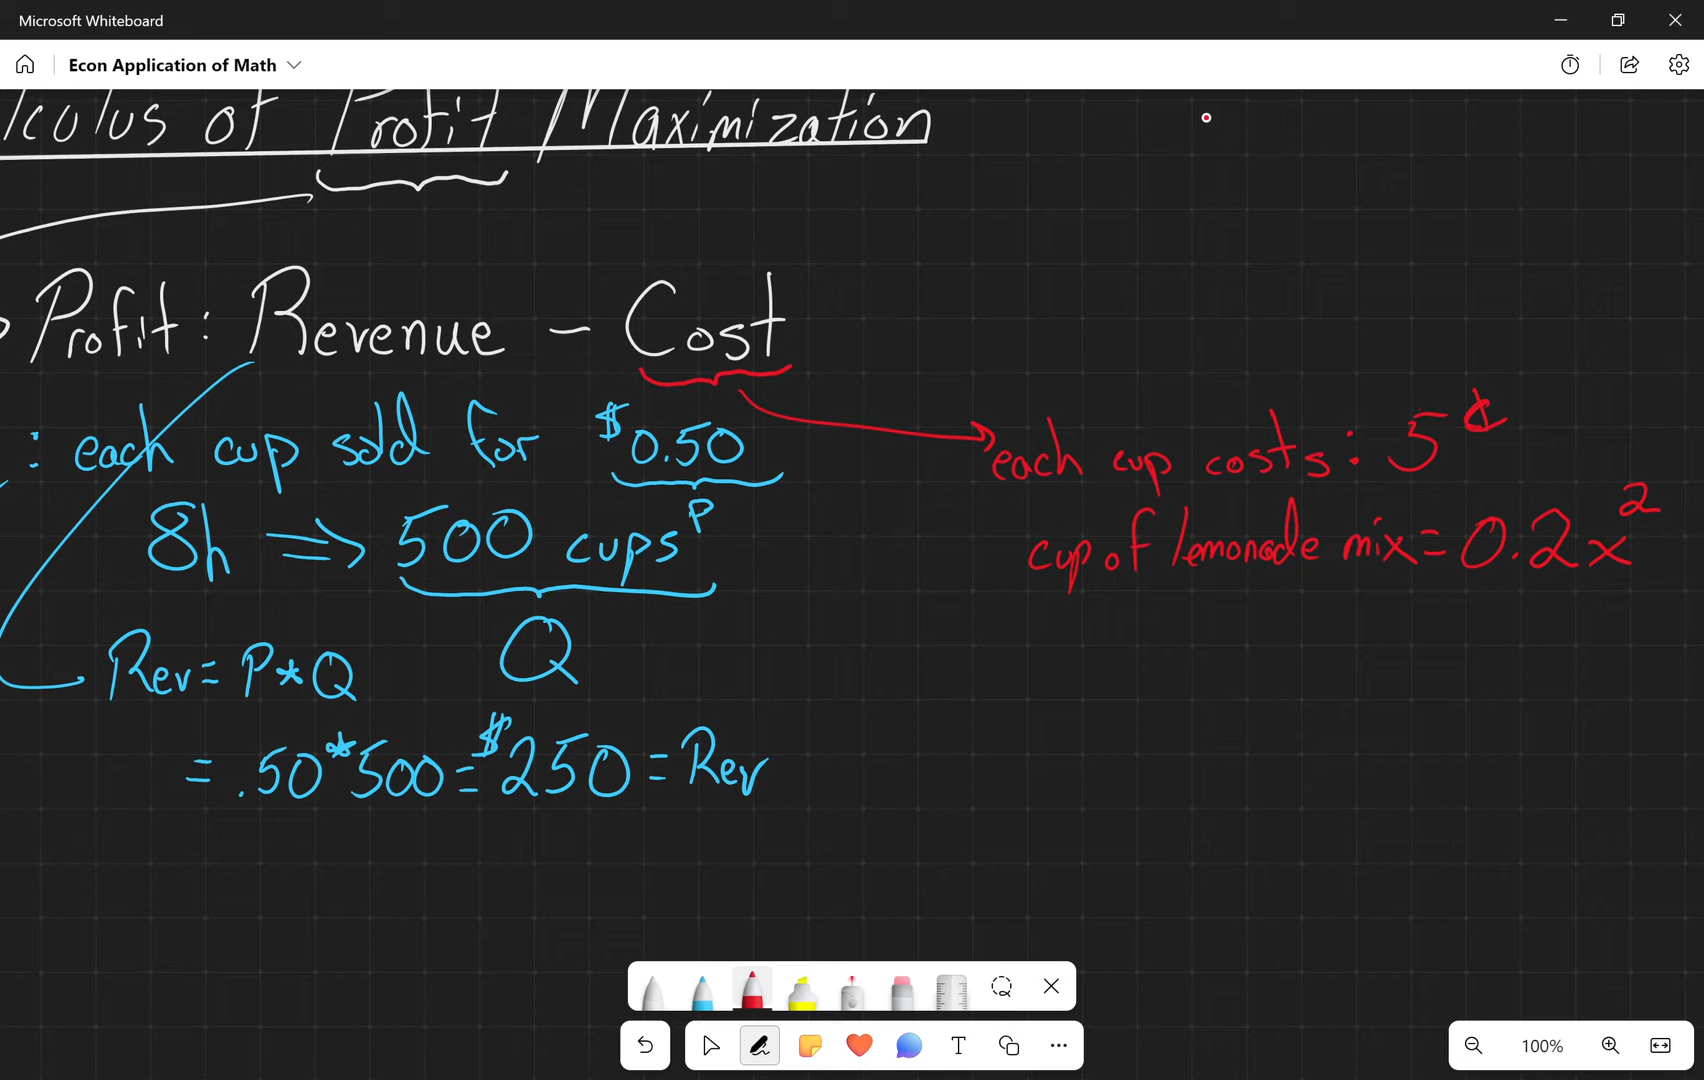 Microsoft Whiteboard
Econ Application of Math
lculus of Profit Maximization
Profit: Revenue – Cost
: each cup sold for $0.50
P
8h ⟹ 500 cups
Q
Rev = P * Q
= .50 * 500 = $250 = Rev
each cup costs: 5¢
cup of lemonade mix = 0.2x²
100%